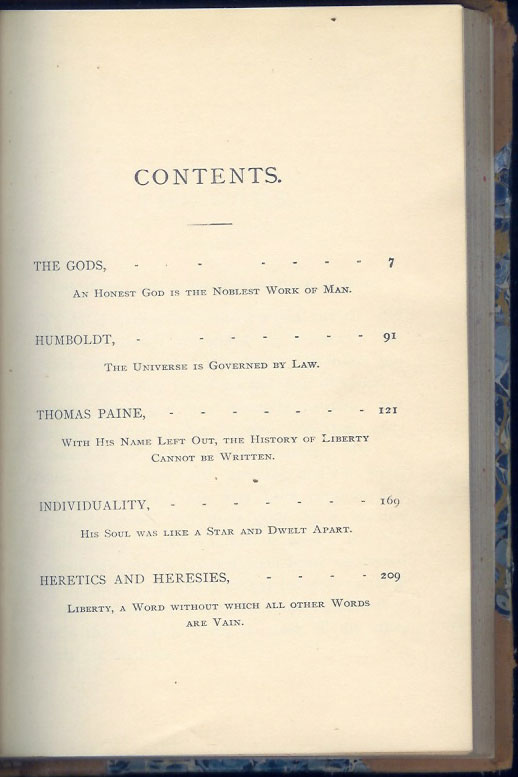 CONTENTS.
THE GODS, - - - - - - 7
An Honest God is the Noblest Work of Man.
HUMBOLDT, - - - - - - - 91
The Universe is Governed by Law.
THOMAS PAINE, - - - - - - - 121
With His Name Left Out, the History of Liberty
Cannot be Written.
INDIVIDUALITY, - - - - - - - 169
His Soul was like a Star and Dwelt Apart.
HERETICS AND HERESIES, - - - - 209
Liberty, a Word without which all other Words
are Vain.